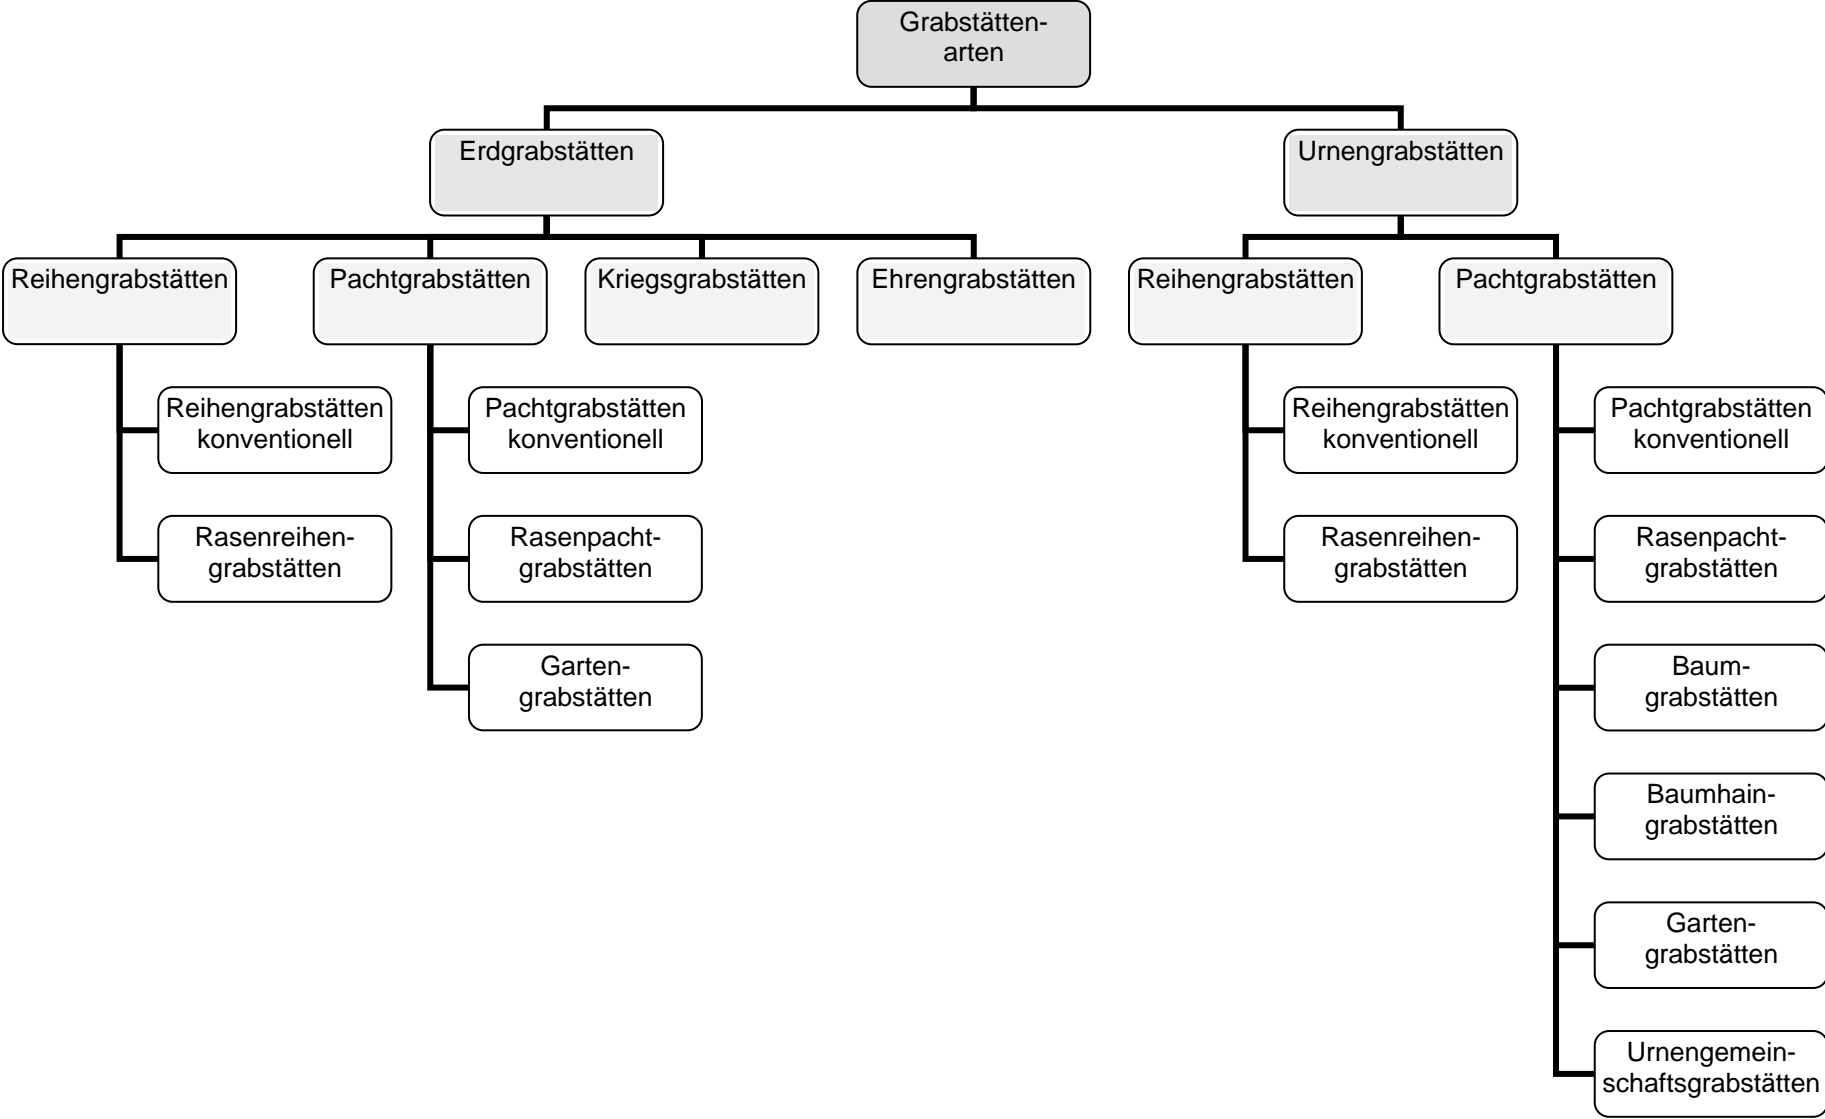 Grabstätten-
arten
Erdgrabstätten
Urnengrabstätten
Reihengrabstätten
Pachtgrabstätten
Kriegsgrabstätten
Ehrengrabstätten
Reihengrabstätten
Pachtgrabstätten
Reihengrabstätten
konventionell
Pachtgrabstätten
konventionell
Reihengrabstätten
konventionell
Pachtgrabstätten
konventionell
Rasenreihen-
grabstätten
Rasenpacht-
grabstätten
Rasenreihen-
grabstätten
Rasenpacht-
grabstätten
Garten-
grabstätten
Baum-
grabstätten
Baumhain-
grabstätten
Garten-
grabstätten
Urnengemein-
schaftsgrabstätten